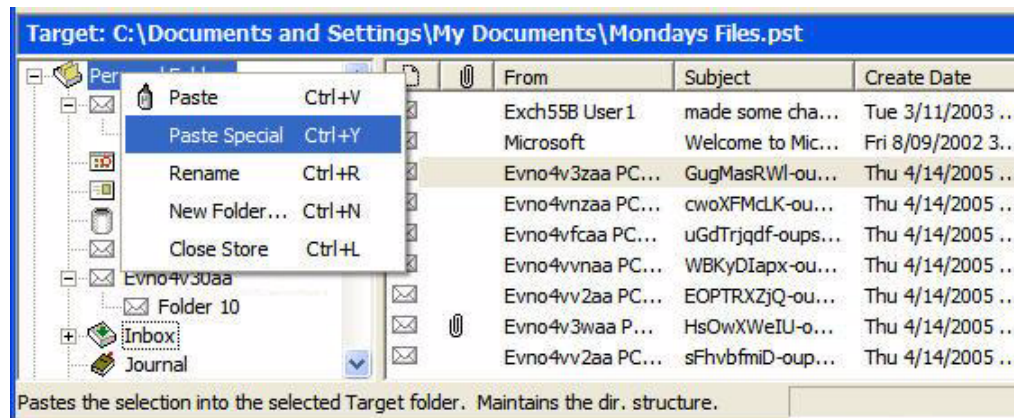 Target: C:\Documents and Settings\My Documents\Mondays Files.pst
From Subject Create Date
Paste Ctrl+V
Paste Special Ctrl+Y
Rename Ctrl+R
New Folder... Ctrl+N
Close Store Ctrl+L
Evno4v30aa
Folder 10
Inbox
Journal
Exch55B User1 made some cha... Tue 3/11/2003 ..
Microsoft Welcome to Mic... Fri 8/09/2002 3..
Evno4v3zaa PC... GugMasRWl-ou... Thu 4/14/2005 ..
Evno4vnzaa PC... cwoXFMcLK-ou... Thu 4/14/2005 ..
Evno4vfcaa PC... uGdTrjqdf-oups... Thu 4/14/2005 ..
Evno4vvnaa PC... WBKyDIapx-ou... Thu 4/14/2005 ..
Evno4vv2aa PC... EOPTRXZjQ-ou... Thu 4/14/2005 ..
Evno4v3waa P... HsOwXWeIU-o... Thu 4/14/2005 ..
Evno4vv2aa PC... sFhvbfmiD-oup... Thu 4/14/2005 ..
Pastes the selection into the selected Target folder. Maintains the dir. structure.